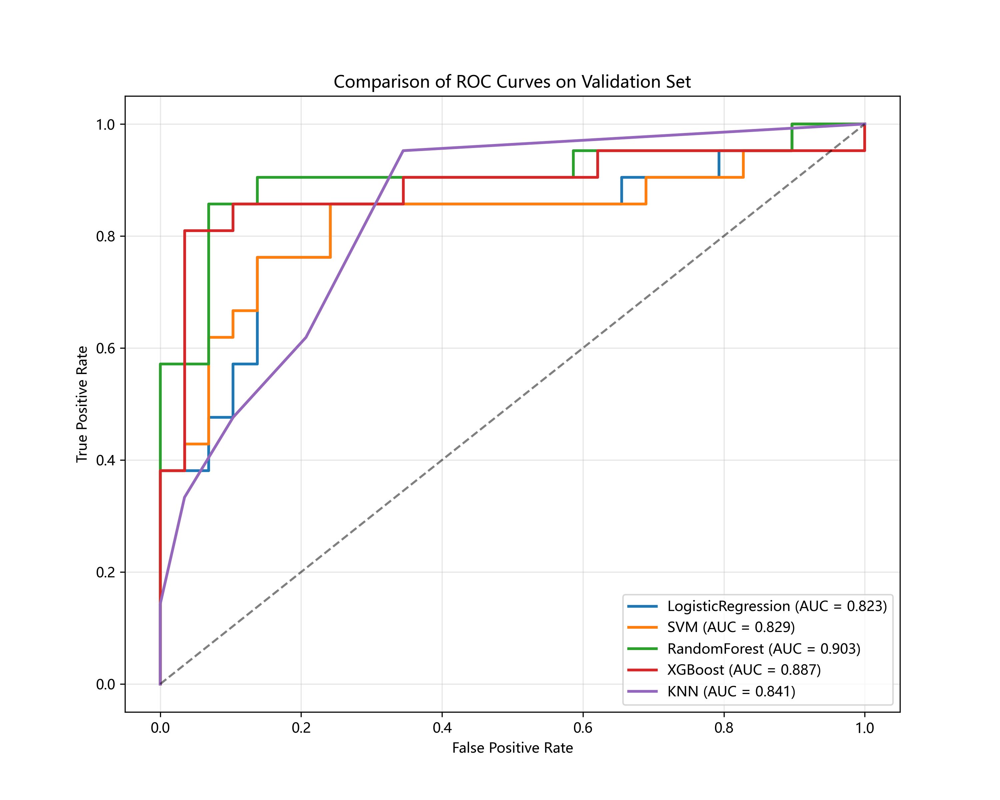 Comparison of ROC Curves on Validation Set
True Positive Rate
1.0
0.8
0.6
0.4
0.2
0.0
0.0 0.2 0.4 0.6 0.8 1.0
False Positive Rate
LogisticRegression (AUC = 0.823)
SVM (AUC = 0.829)
RandomForest (AUC = 0.903)
XGBoost (AUC = 0.887)
KNN (AUC = 0.841)